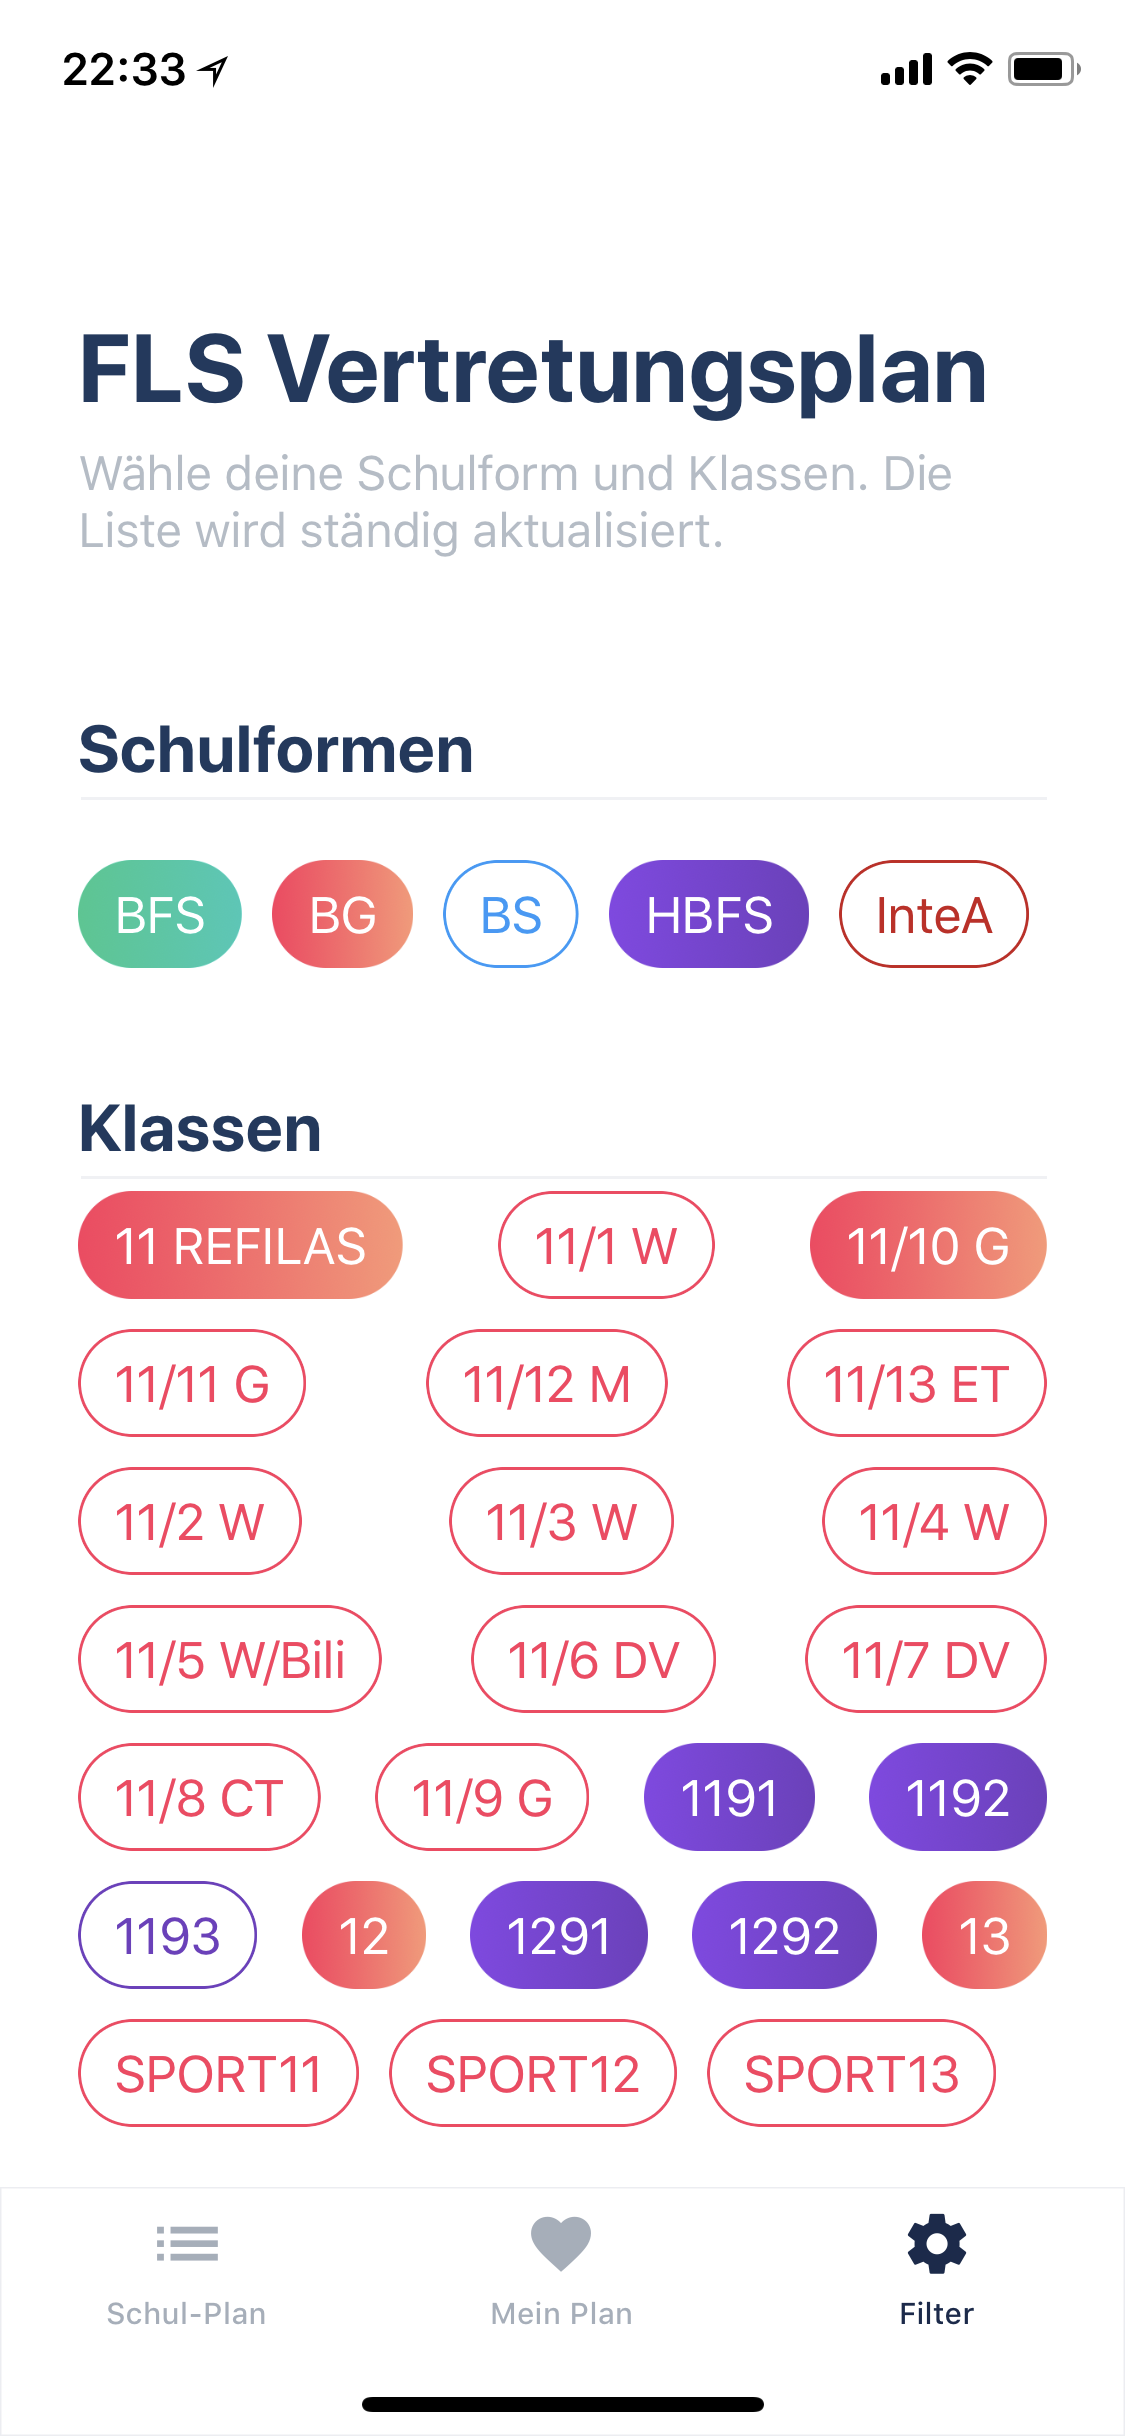 22:33
FLS Vertretungsplan
Wähle deine Schulform und Klassen. Die
Liste wird ständig aktualisiert.
Schulformen
BFS BG BS HBFS InteA
Klassen
11 REFILAS 11/1 W 11/10 G
11/11 G 11/12 M 11/13 ET
11/2 W 11/3 W 11/4 W
11/5 W/Bili 11/6 DV 11/7 DV
11/8 CT 11/9 G 1191 1192
1193 12 1291 1292 13
SPORT11 SPORT12 SPORT13
Schul-Plan Mein Plan Filter